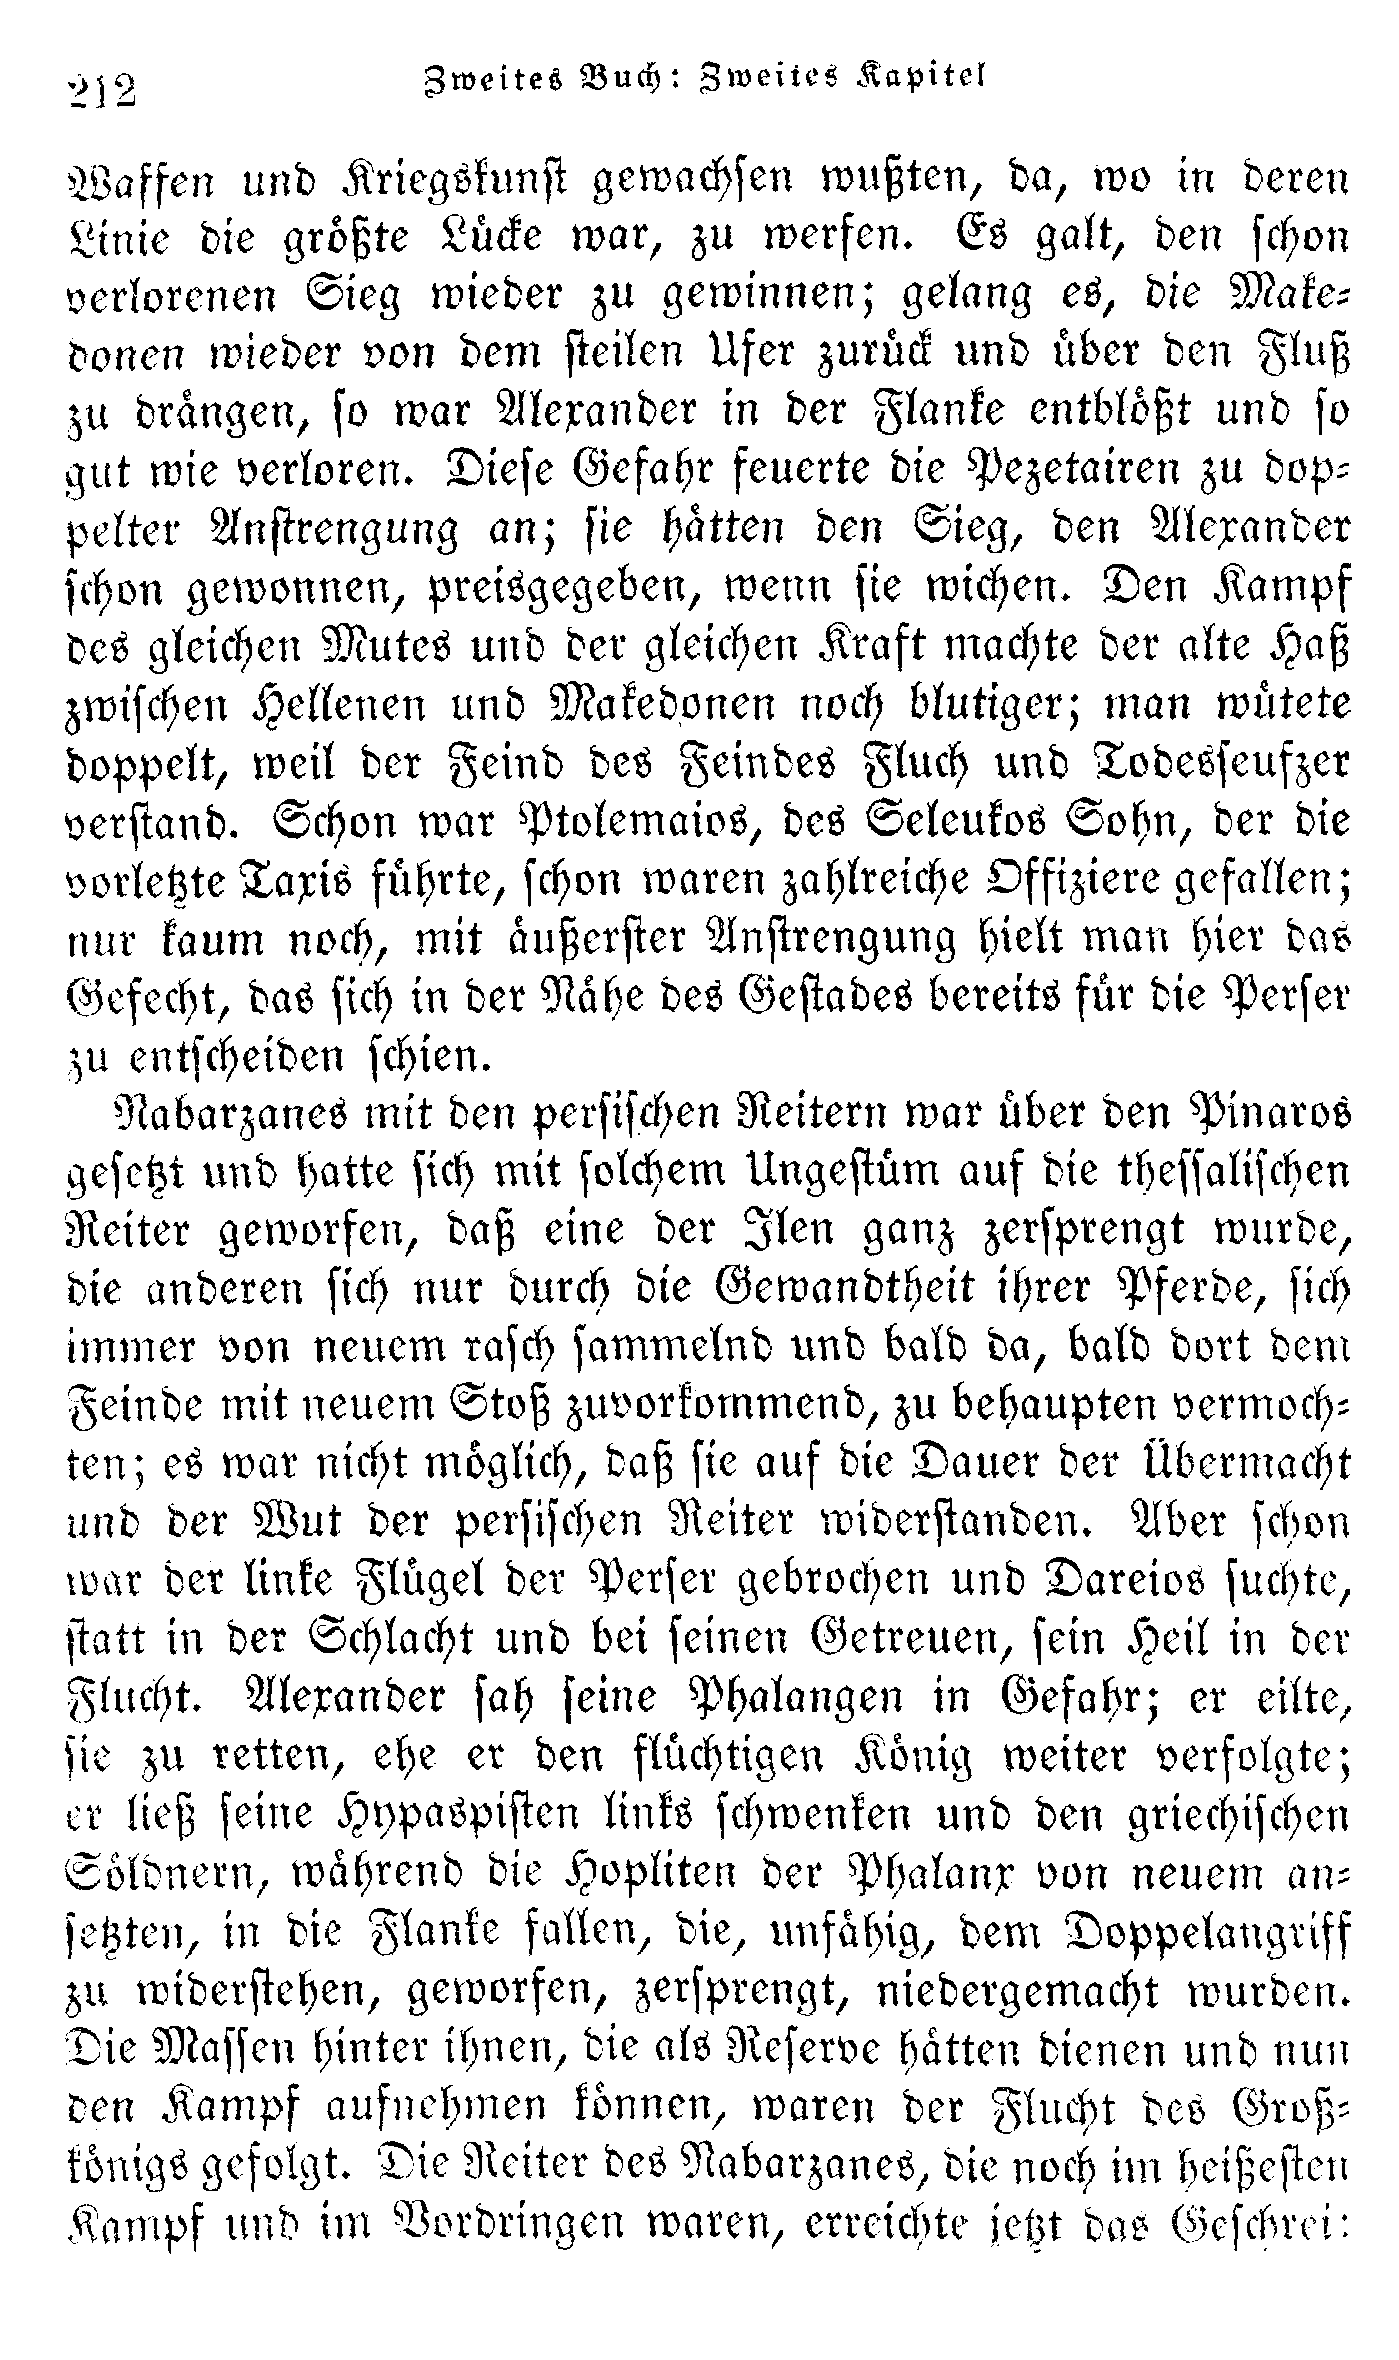 212
Zweites Buch: Zweites Kapitel
Waffen und Kriegskunst gewachsen wußten, da, wo in deren
Linie die größte Lücke war, zu werfen. Es galt, den schon
verlorenen Sieg wieder zu gewinnen; gelang es, die Make-
donen wieder von dem steilen Ufer zurück und über den Fluß
zu drängen, so war Alexander in der Flanke entblößt und so
gut wie verloren. Diese Gefahr feuerte die Pezetairen zu dop-
pelter Anstrengung an; sie hätten den Sieg, den Alexander
schon gewonnen, preisgegeben, wenn sie wichen. Den Kampf
des gleichen Mutes und der gleichen Kraft machte der alte Haß
zwischen Hellenen und Makedonen noch blutiger; man wütete
doppelt, weil der Feind des Feindes Fluch und Todesseufzer
verstand. Schon war Ptolemaios, des Seleukos Sohn, der die
vorletzte Taxis führte, schon waren zahlreiche Offiziere gefallen;
nur kaum noch, mit äußerster Anstrengung hielt man hier das
Gefecht, das sich in der Nähe des Gestades bereits für die Perser
zu entscheiden schien.
Nabarzanes mit den persischen Reitern war über den Pinaros
gesetzt und hatte sich mit solchem Ungestüm auf die thessalischen
Reiter geworfen, daß eine der Ilen ganz zersprengt wurde,
die anderen sich nur durch die Gewandtheit ihrer Pferde, sich
immer von neuem rasch sammelnd und bald da, bald dort dem
Feinde mit neuem Stoß zuvorkommend, zu behaupten vermoch-
ten; es war nicht möglich, daß sie auf die Dauer der Übermacht
und der Wut der persischen Reiter widerstanden. Aber schon
war der linke Flügel der Perser gebrochen und Dareios suchte,
statt in der Schlacht und bei seinen Getreuen, sein Heil in der
Flucht. Alexander sah seine Phalangen in Gefahr; er eilte,
sie zu retten, ehe er den flüchtigen König weiter verfolgte;
er ließ seine Hypaspisten links schwenken und den griechischen
Söldnern, während die Hopliten der Phalanx von neuem an-
setzten, in die Flanke fallen, die, unfähig, dem Doppelangriff
zu widerstehen, geworfen, zersprengt, niedergemacht wurden.
Die Massen hinter ihnen, die als Reserve hätten dienen und nun
den Kampf aufnehmen können, waren der Flucht des Groß-
königs gefolgt. Die Reiter des Nabarzanes, die noch im heißesten
Kampf und im Vordringen waren, erreichte jetzt das Geschrei: